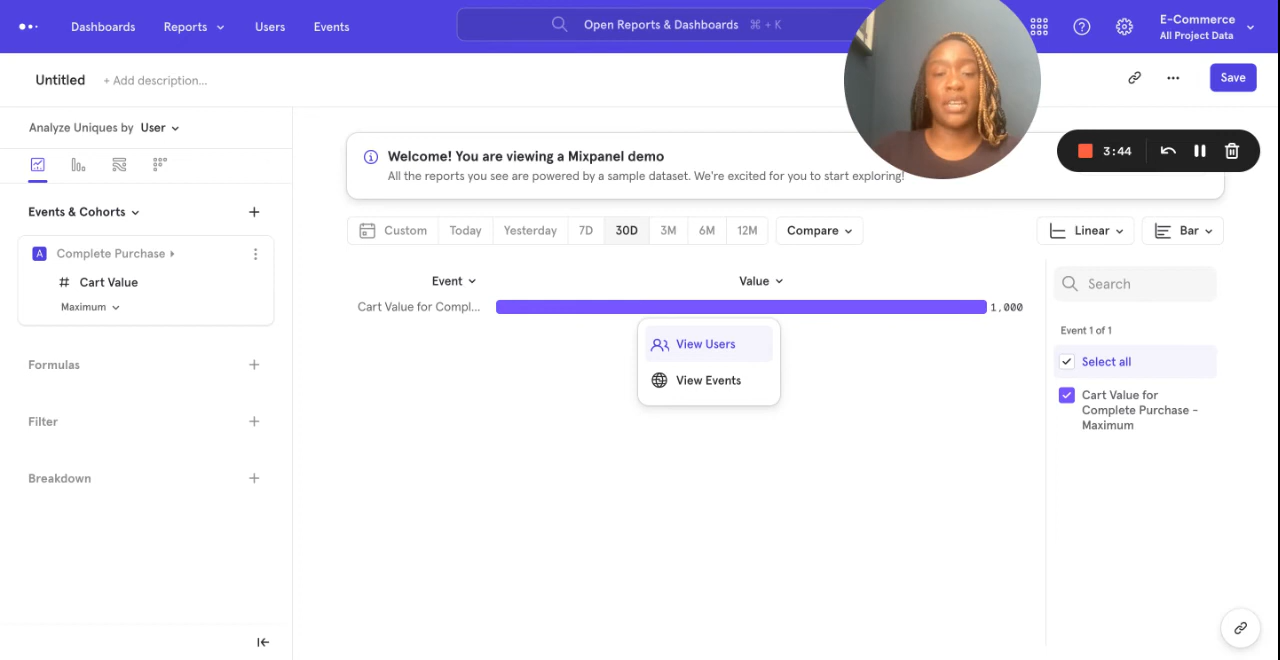 Dashboards
Reports
Users
Events
Open Reports & Dashboards ⌘ + K
E-Commerce
All Project Data
Untitled
+ Add description...
Save
Analyze Uniques by User
3:44
Welcome! You are viewing a Mixpanel demo
All the reports you see are powered by a sample dataset. We're excited for you to start exploring!
Events & Cohorts
A Complete Purchase
# Cart Value
Maximum
Formulas
Filter
Breakdown
Custom
Today
Yesterday
7D
30D
3M
6M
12M
Compare
Linear
Bar
Event
Value
Cart Value for Compl...
1,000
View Users
View Events
Search
Event 1 of 1
Select all
Cart Value for
Complete Purchase -
Maximum